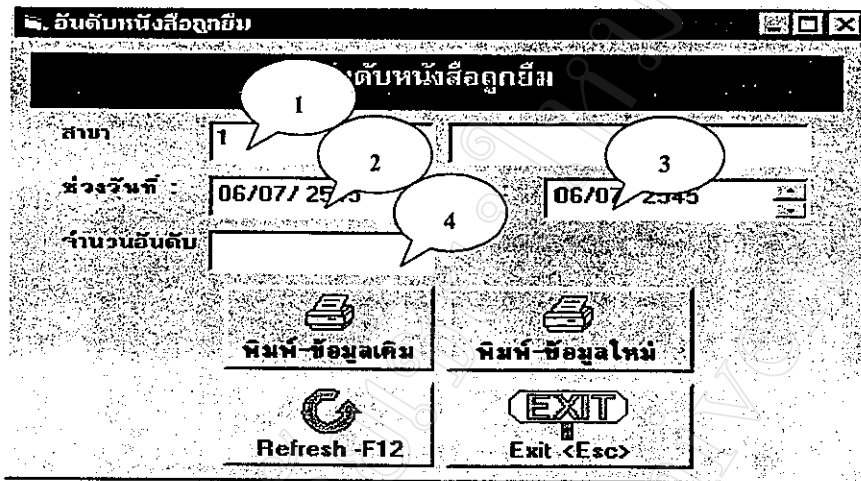 อันดับหนังสือถูกยืม
ดับหนังสือถูกยืม
1
สาขา 1
2
3
ช่วงวันที่ : 06/07/ 25 06/07 2545
4
จำนวนอันดับ
พิมพ์-ข้อมูลเดิม พิมพ์-ข้อมูลใหม่
EXIT
Refresh -F12 Exit <Esc>